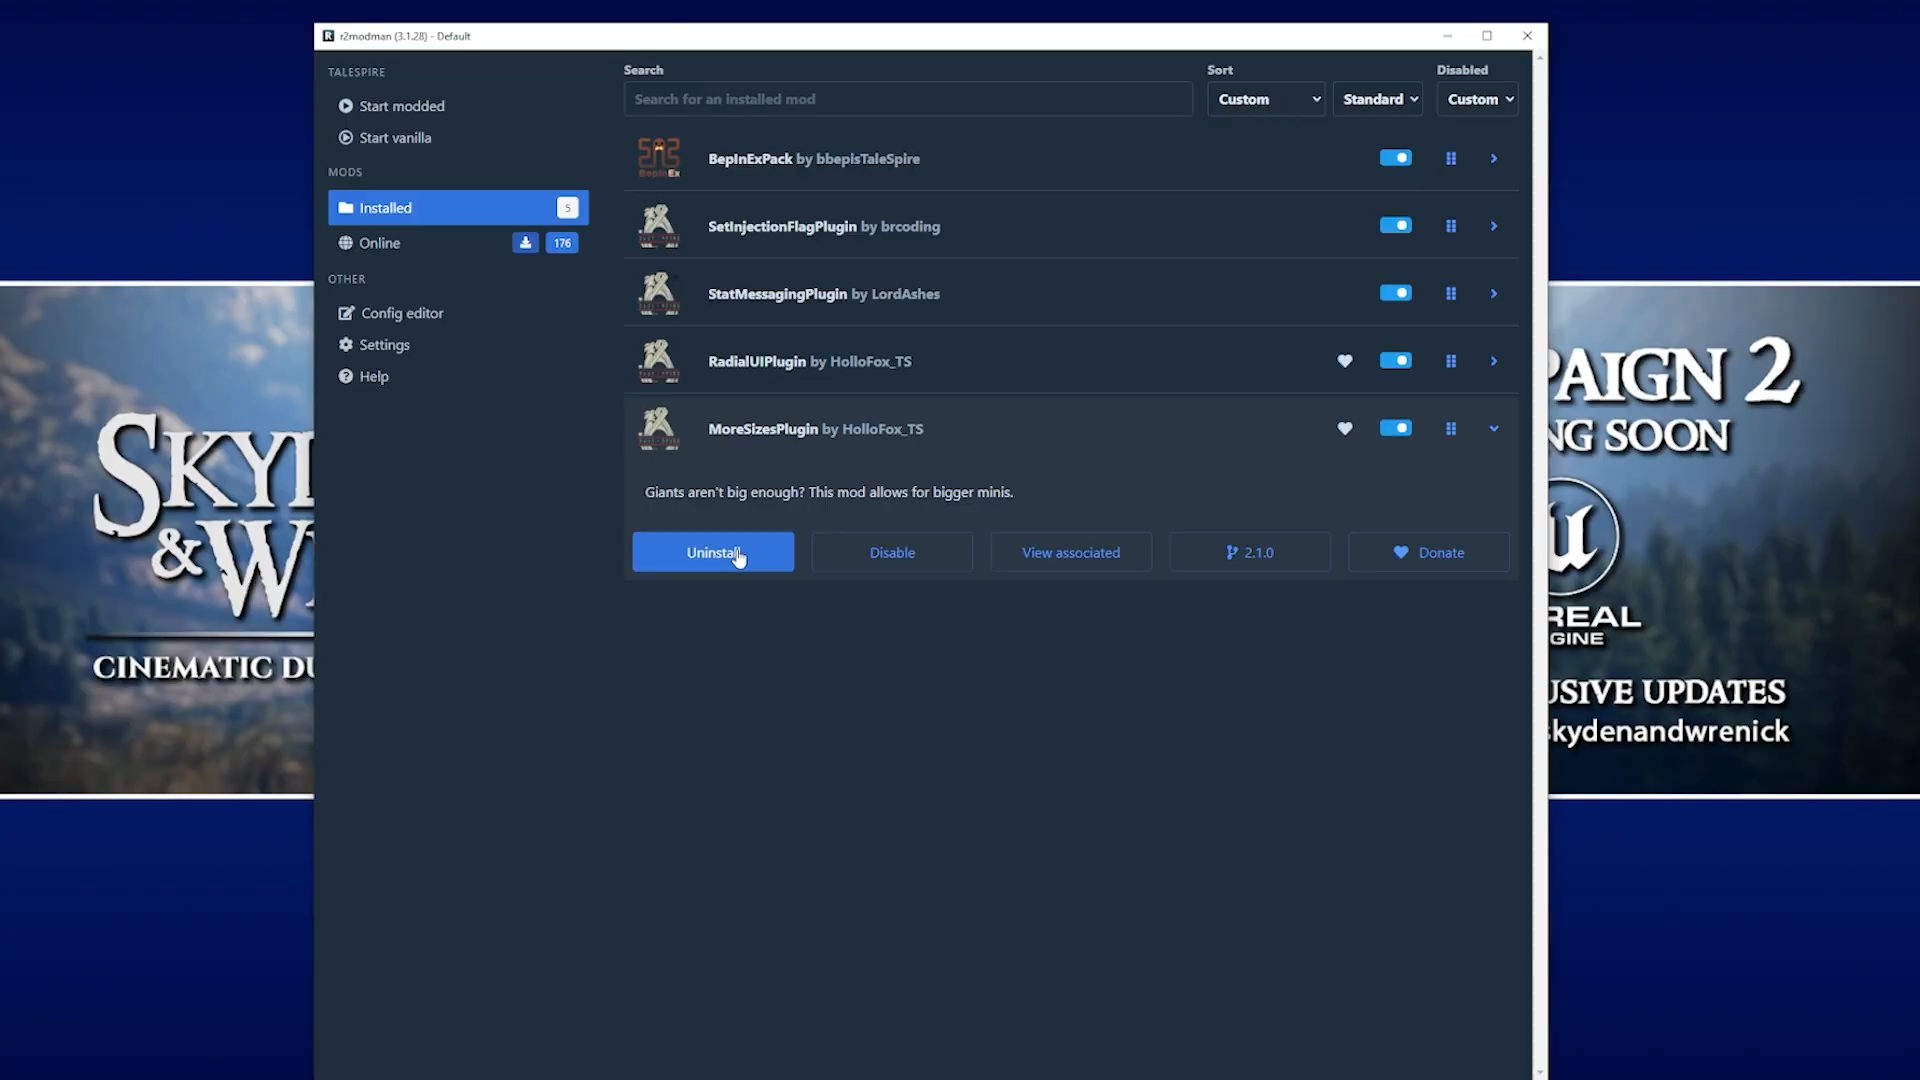 r2modman (3.1.28) - Default
TALESPIRE
Start modded
Start vanilla
MODS
Installed 5
Online 176
OTHER
Config editor
Settings
Help
Search
Search for an installed mod
Sort
Custom
Standard
Disabled
Custom
BepInExPack by bbepisTaleSpire
SetInjectionFlagPlugin by brcoding
StatMessagingPlugin by LordAshes
RadialUIPlugin by HolloFox_TS
MoreSizesPlugin by HolloFox_TS
Giants aren't big enough? This mod allows for bigger minis.
Uninstall
Disable
View associated
2.1.0
Donate
BepInEx
SKY
& W
CINEMATIC DU
PAIGN 2
NG SOON
REAL
GINE
USIVE UPDATES
skydenandwrenick